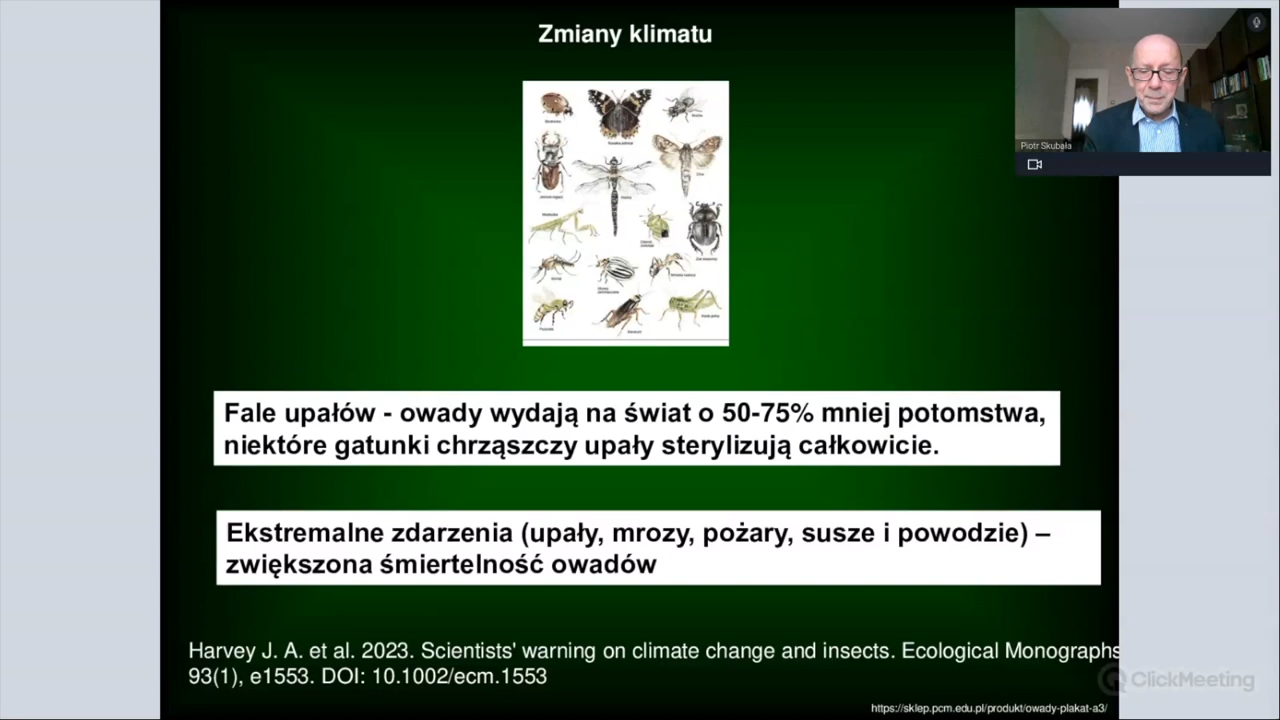 Zmiany klimatu
Piotr Skubała
Fale upałów - owady wydają na świat o 50-75% mniej potomstwa,
niektóre gatunki chrząszczy upały sterylizują całkowicie.
Ekstremalne zdarzenia (upały, mrozy, pożary, susze i powodzie) –
zwiększona śmiertelność owadów
Harvey J. A. et al. 2023. Scientists' warning on climate change and insects. Ecological Monographs
93(1), e1553. DOI: 10.1002/ecm.1553
ClickMeeting
https://sklep.pcm.edu.pl/produkt/owady-plakat-a3/